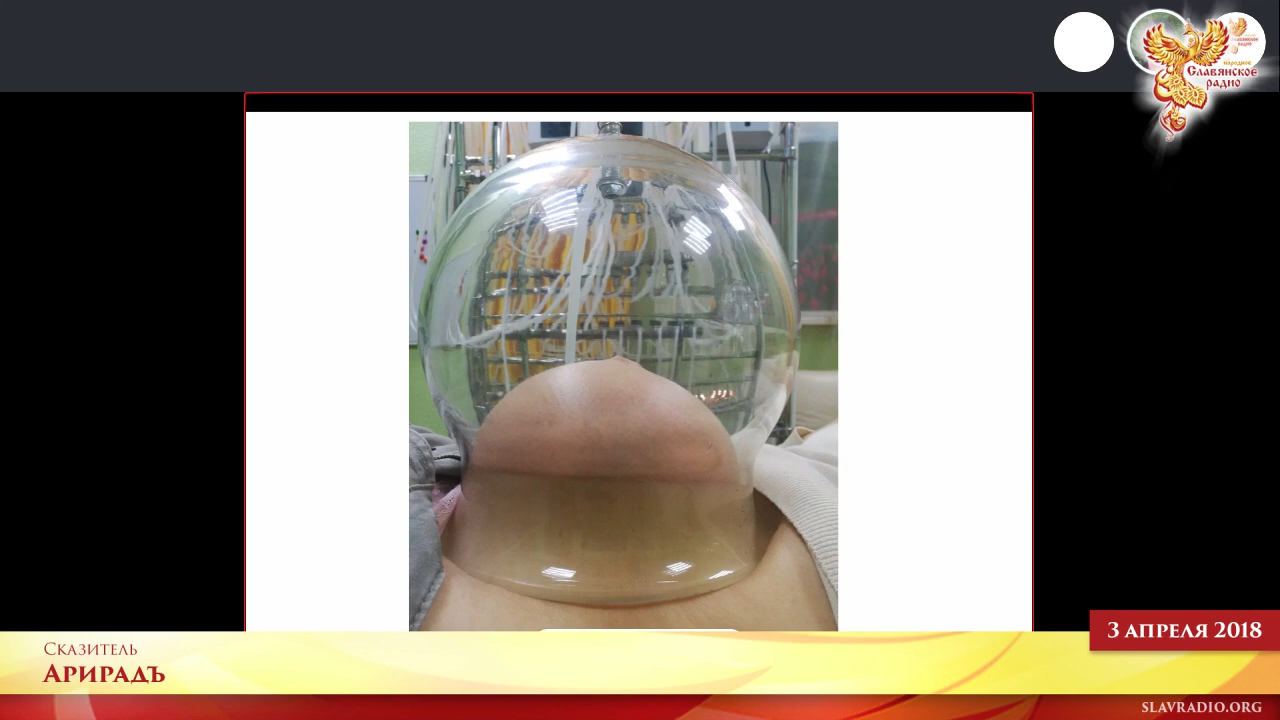 народное
Славянское
радио
3 апреля 2018
Сказитель
Арирадъ
slavradio.org